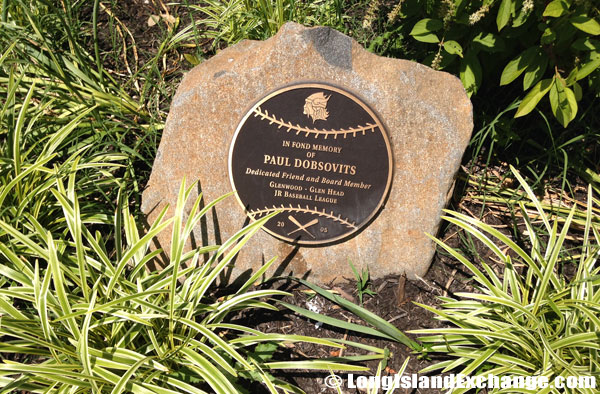 IN FOND MEMORY
OF
PAUL DOBSOVITS
Dedicated Friend and Board Member
GLENWOOD - GLEN HEAD
JR BASEBALL LEAGUE
20 05
© LongIslandExchange.com